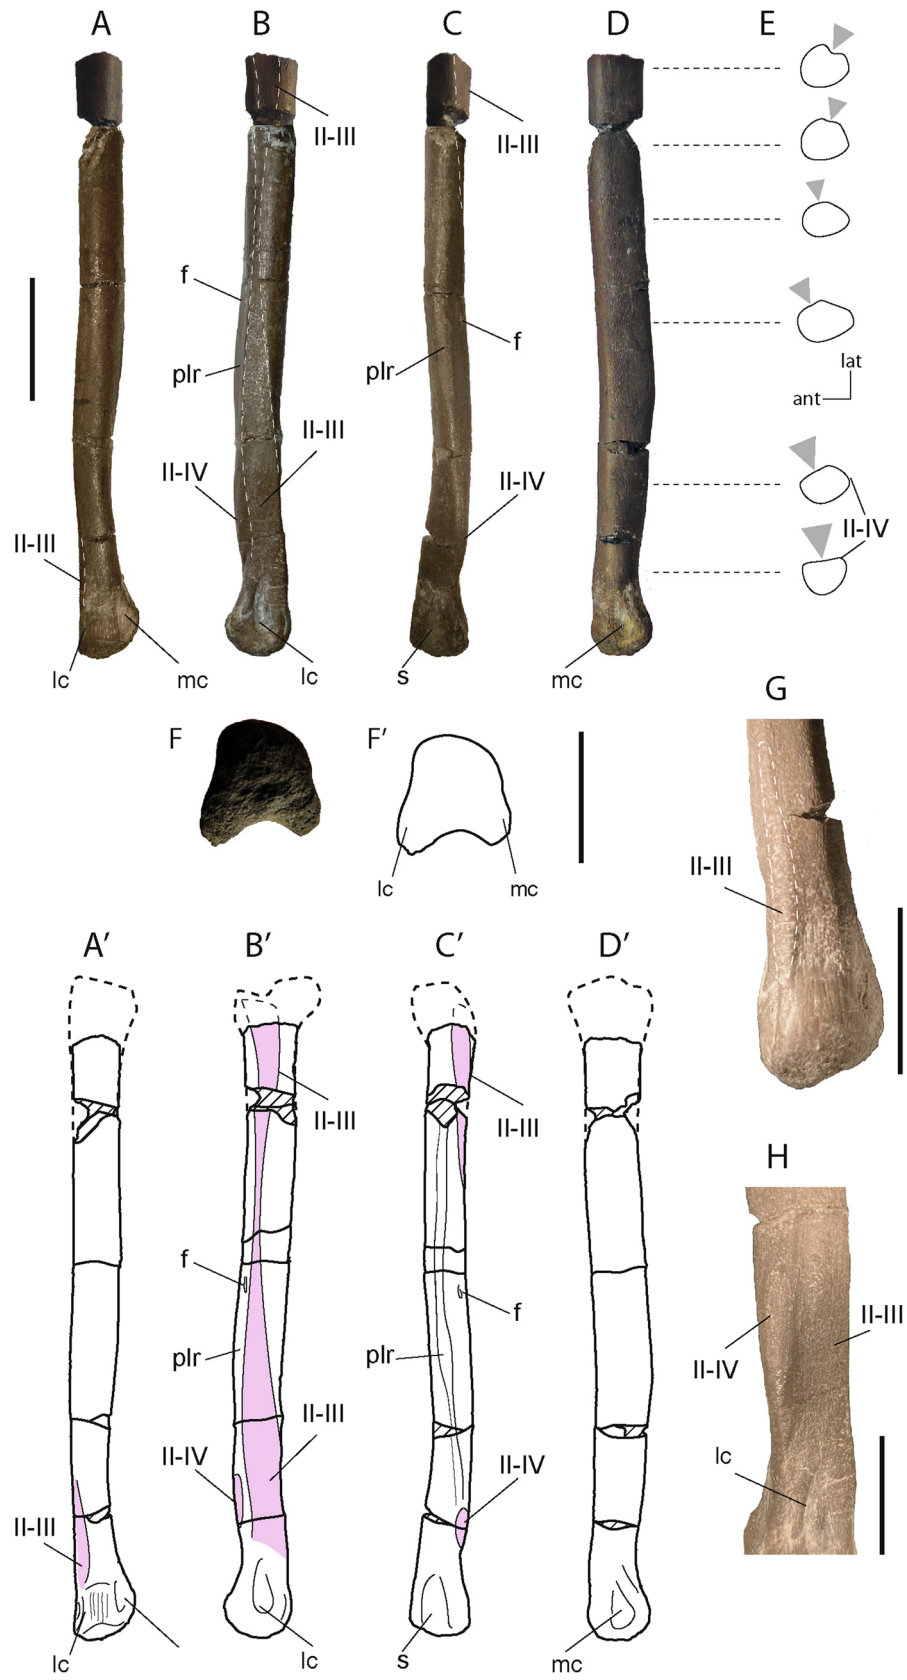 A B C D E
II-III II-III
f f
plr plr
lat
ant
II-III
II-IV II-IV II-IV
II-III
lc mc lc s mc
G
F F′
II-III
lc mc
A′ B′ C′ D′
II-III II-III
H
f f
plr plr
II-III
II-IV
II-III
II-IV II-IV
lc
II-III
lc lc s mc